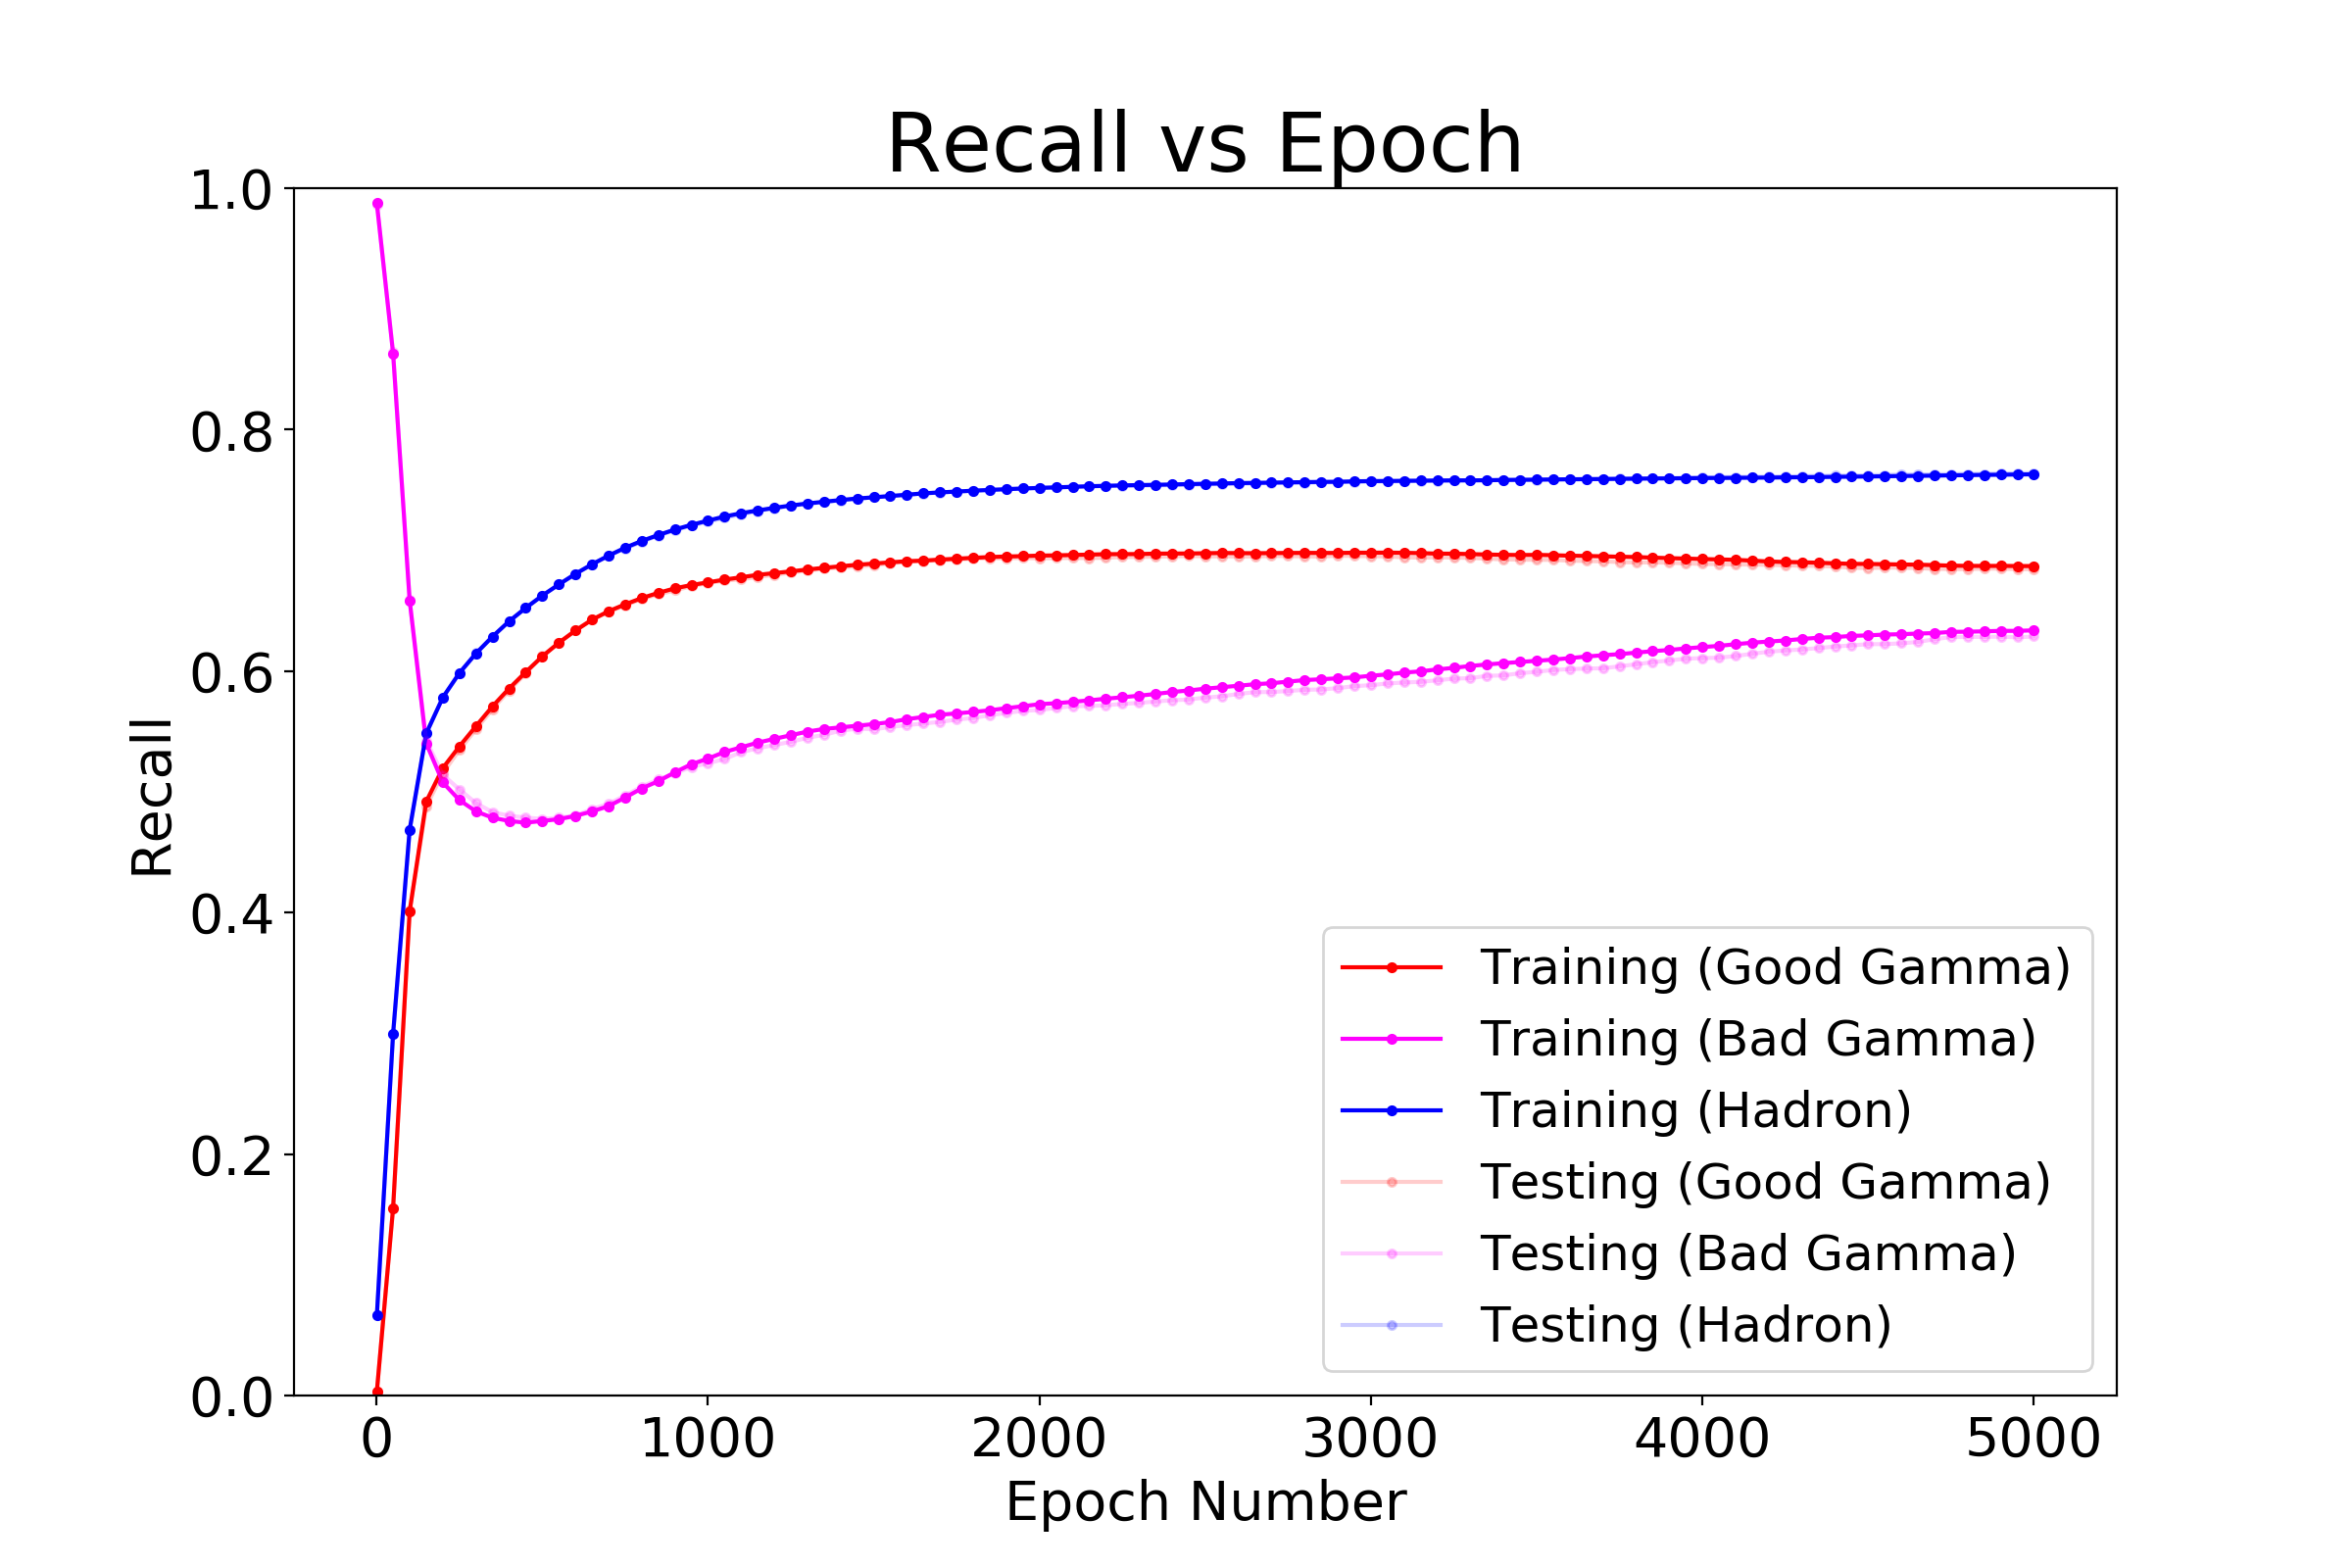 Recall vs Epoch
1.0
0.8
0.6
0.4
0.2
0.0
Recall
0 1000 2000 3000 4000 5000
Epoch Number
Training (Good Gamma)
Training (Bad Gamma)
Training (Hadron)
Testing (Good Gamma)
Testing (Bad Gamma)
Testing (Hadron)